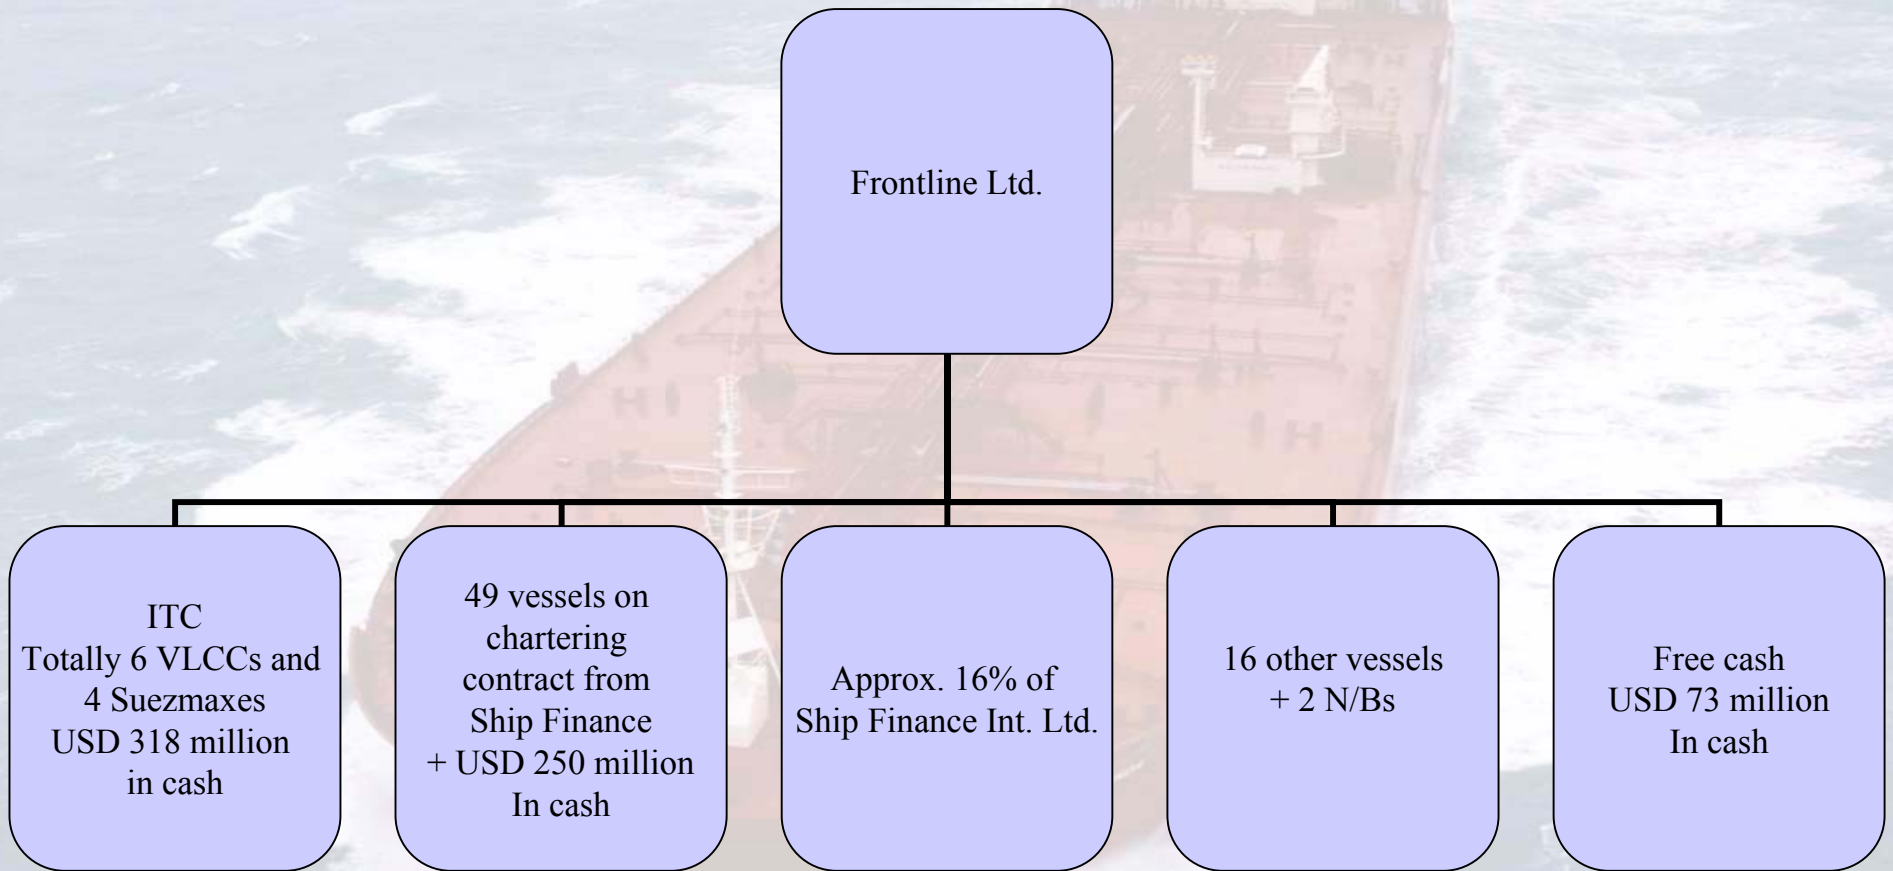 Frontline Ltd.
ITC
Totally 6 VLCCs and
4 Suezmaxes
USD 318 million
in cash
49 vessels on
chartering
contract from
Ship Finance
+ USD 250 million
In cash
Approx. 16% of
Ship Finance Int. Ltd.
16 other vessels
+ 2 N/Bs
Free cash
USD 73 million
In cash